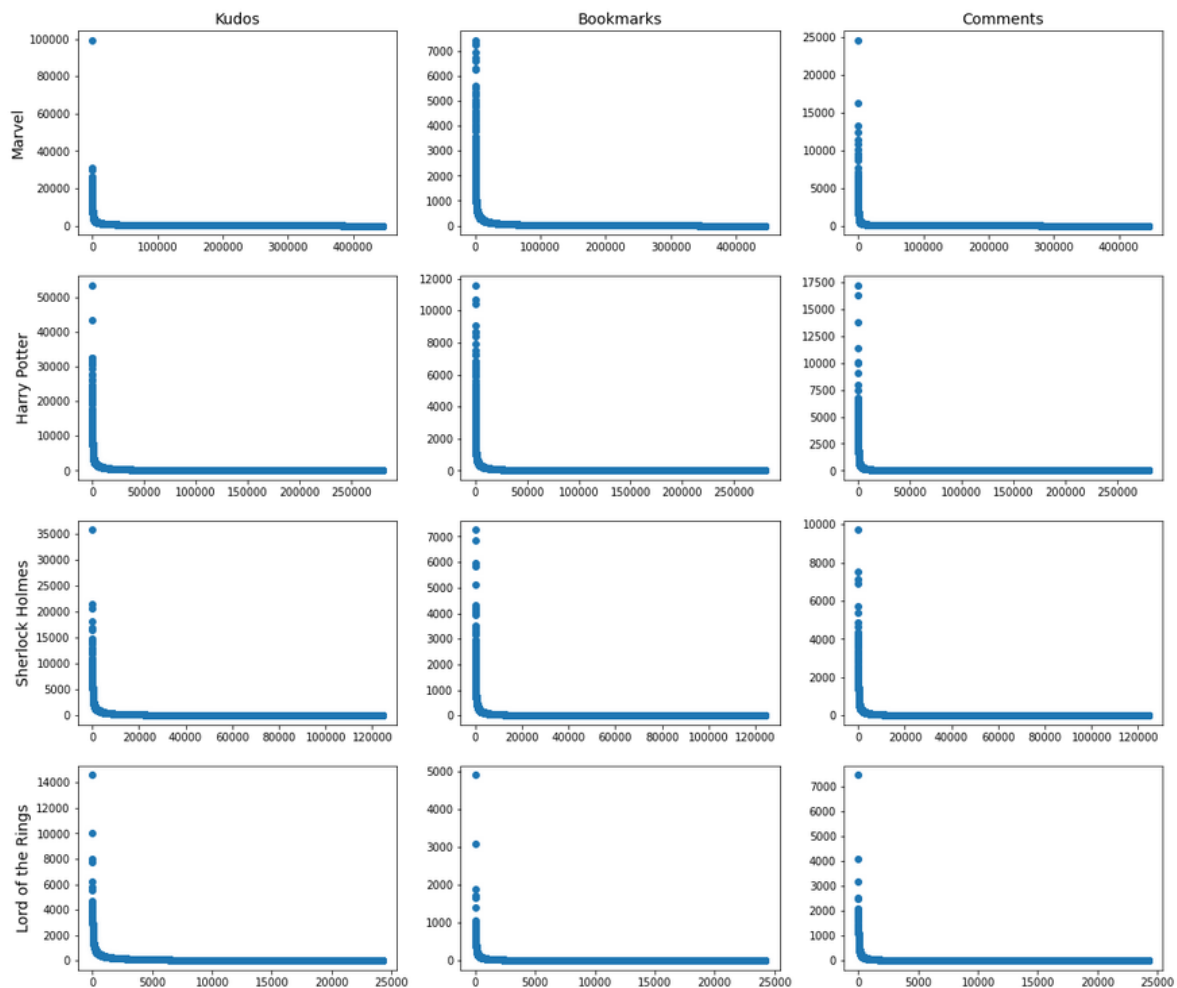 Kudos Bookmarks Comments
Marvel
100000 80000 60000 40000 20000 0
0 100000 200000 300000 400000
7000 6000 5000 4000 3000 2000 1000 0
0 100000 200000 300000 400000
25000 20000 15000 10000 5000 0
0 100000 200000 300000 400000
Harry Potter
50000 40000 30000 20000 10000 0
0 50000 100000 150000 200000 250000
12000 10000 8000 6000 4000 2000 0
0 50000 100000 150000 200000 250000
17500 15000 12500 10000 7500 5000 2500 0
0 50000 100000 150000 200000 250000
Sherlock Holmes
35000 30000 25000 20000 15000 10000 5000 0
0 20000 40000 60000 80000 100000 120000
7000 6000 5000 4000 3000 2000 1000 0
0 20000 40000 60000 80000 100000 120000
10000 8000 6000 4000 2000 0
0 20000 40000 60000 80000 100000 120000
Lord of the Rings
14000 12000 10000 8000 6000 4000 2000 0
0 5000 10000 15000 20000 25000
5000 4000 3000 2000 1000 0
0 5000 10000 15000 20000 25000
7000 6000 5000 4000 3000 2000 1000 0
0 5000 10000 15000 20000 25000